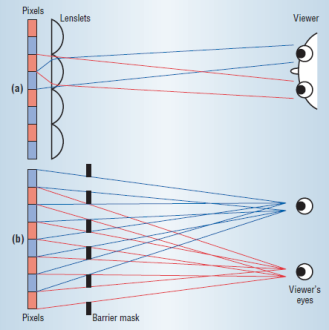 Pixels
Lenslets
Viewer
(a)
(b)
Viewer's
eyes
Pixels
Barrier mask